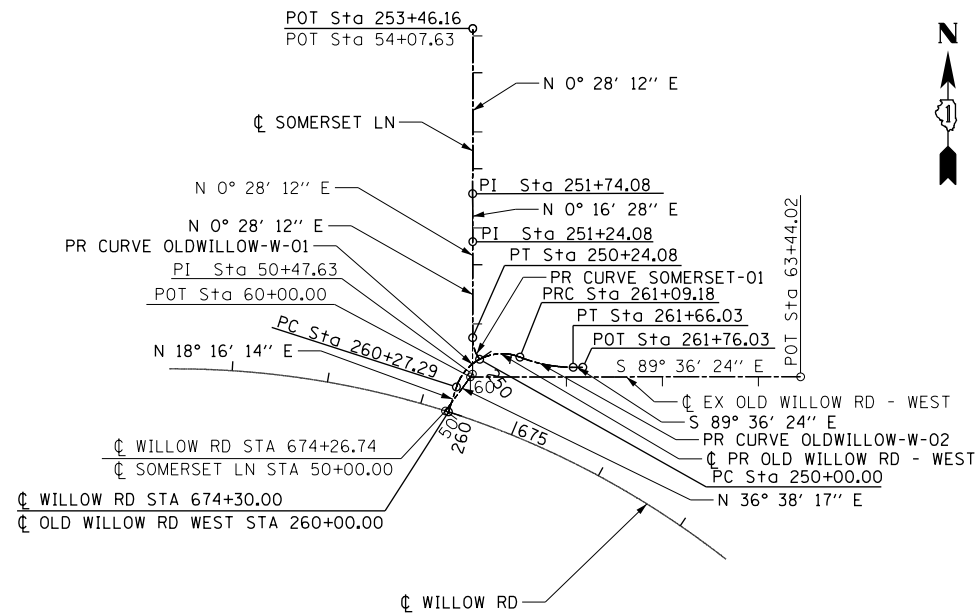 POT Sta 253+46.16
POT Sta 54+07.63
N
1
N 0° 28' 12" E
℄ SOMERSET LN
N 0° 28' 12" E
PI Sta 251+74.08
N 0° 16' 28" E
N 0° 28' 12" E
PI Sta 251+24.08
PR CURVE OLDWILLOW-W-01
PT Sta 250+24.08
PI Sta 50+47.63
PR CURVE SOMERSET-01
POT Sta 60+00.00
PRC Sta 261+09.18
PT Sta 261+66.03
POT Sta 261+76.03
POT Sta 63+44.02
PC Sta 260+27.29
N 18° 16' 14" E
S 89° 36' 24" E
250
60
℄ EX OLD WILLOW RD - WEST
S 89° 36' 24" E
50
260
675
PR CURVE OLDWILLOW-W-02
℄ WILLOW RD STA 674+26.74
℄ SOMERSET LN STA 50+00.00
℄ PR OLD WILLOW RD - WEST
PC Sta 250+00.00
℄ WILLOW RD STA 674+30.00
℄ OLD WILLOW RD WEST STA 260+00.00
N 36° 38' 17" E
℄ WILLOW RD